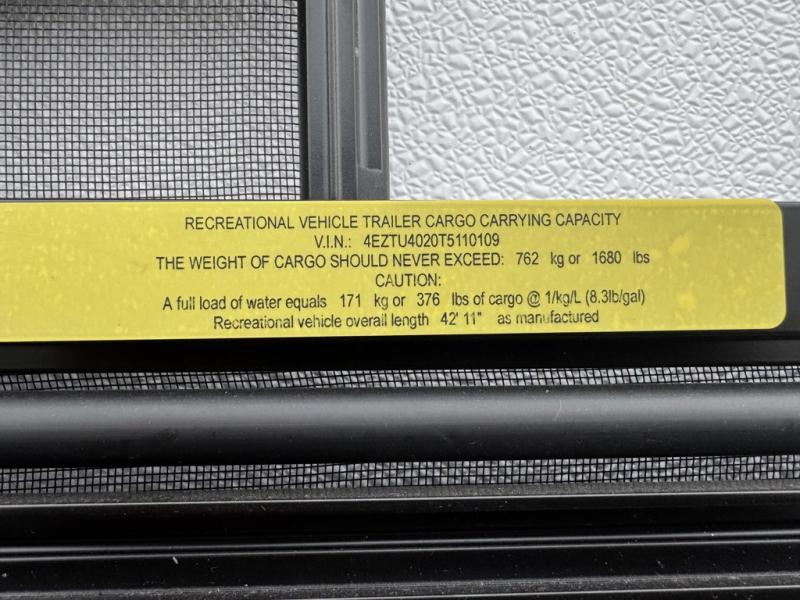 RECREATIONAL VEHICLE TRAILER CARGO CARRYING CAPACITY
V.I.N.: 4EZTU4020T5110109
THE WEIGHT OF CARGO SHOULD NEVER EXCEED: 762 kg or 1680 lbs
CAUTION:
A full load of water equals 171 kg or 376 lbs of cargo @ 1/kg/L (8.3lb/gal)
Recreational vehicle overall length 42' 11" as manufactured